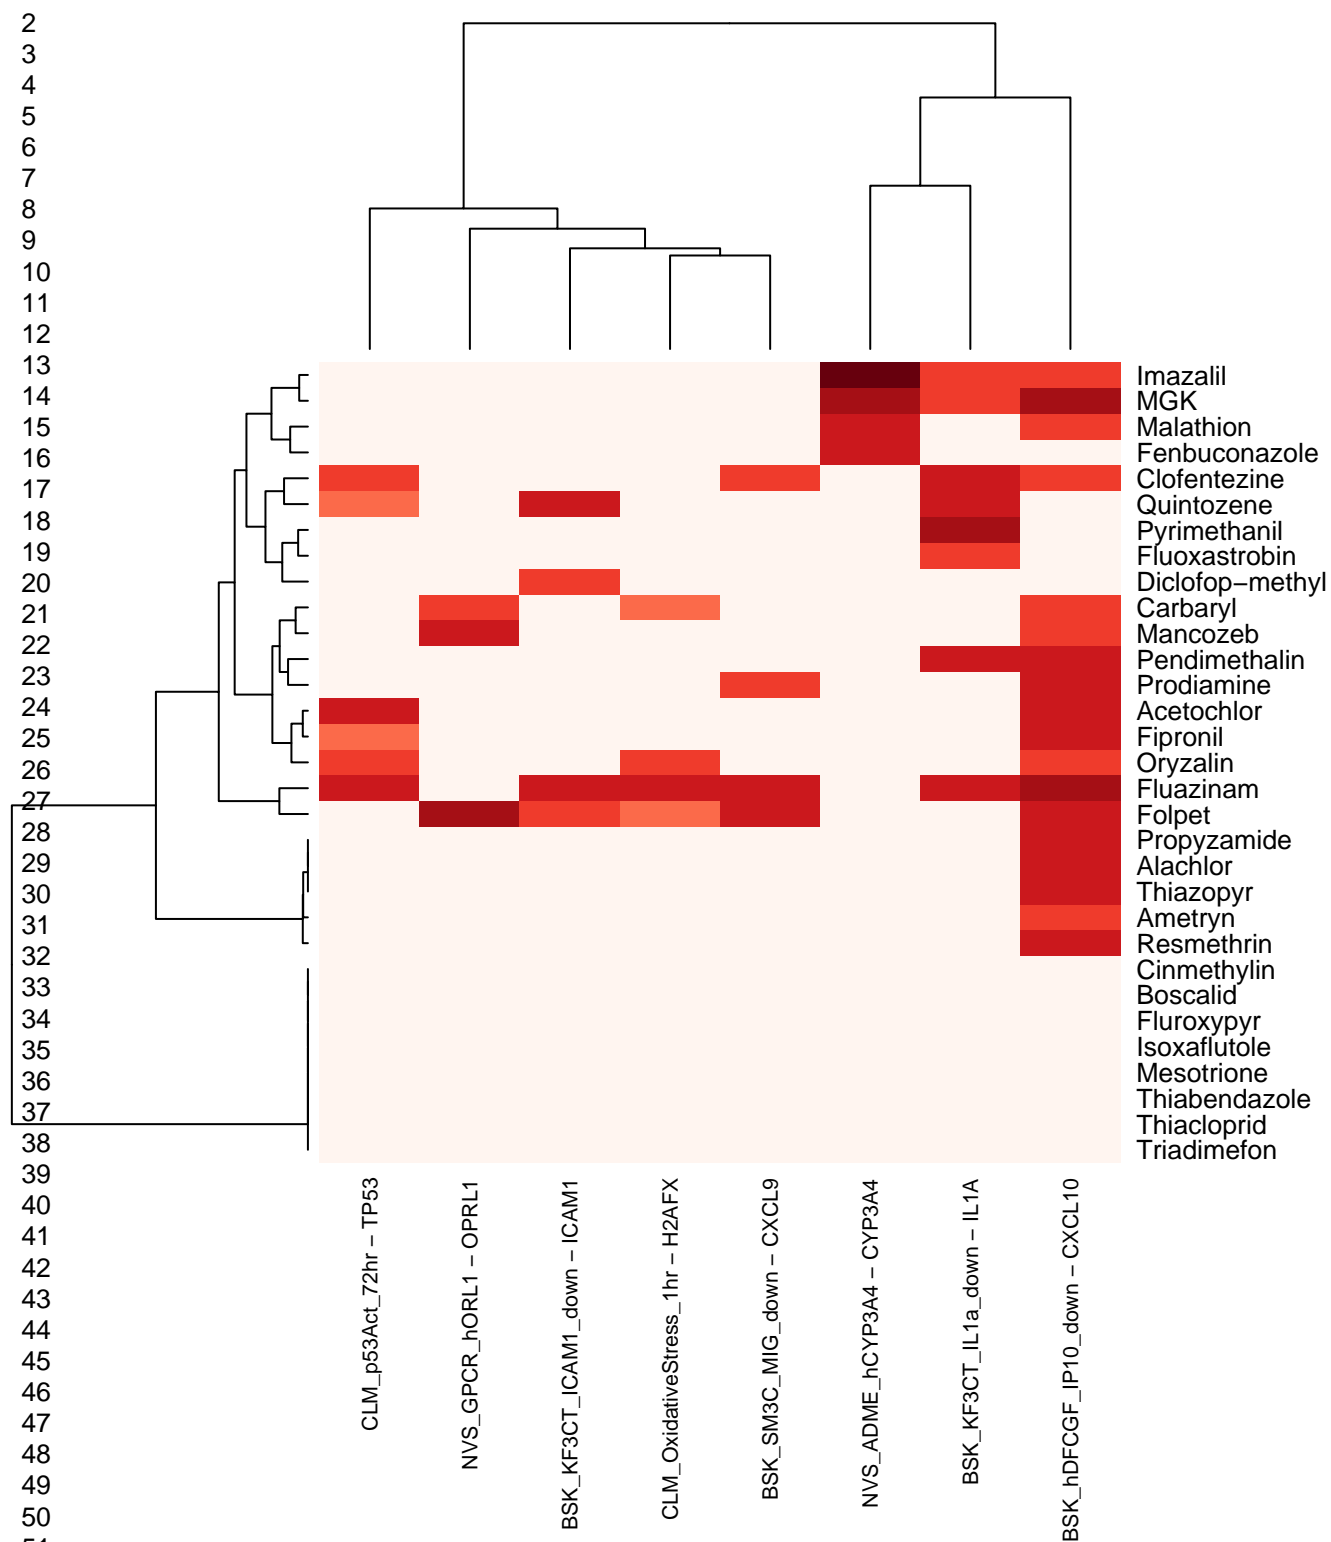 2
3
4
5
6
7
8
9
10
11
12
13
14
15
16
17
18
19
20
21
22
23
24
25
26
27
28
29
30
31
32
33
34
35
36
37
38
39
40
41
42
43
44
45
46
47
48
49
50
Imazalil
MGK
Malathion
Fenbuconazole
Clofentezine
Quintozene
Pyrimethanil
Fluoxastrobin
Diclofop−methyl
Carbaryl
Mancozeb
Pendimethalin
Prodiamine
Acetochlor
Fipronil
Oryzalin
Fluazinam
Folpet
Propyzamide
Alachlor
Thiazopyr
Ametryn
Resmethrin
Cinmethylin
Boscalid
Fluroxypyr
Isoxaflutole
Mesotrione
Thiabendazole
Thiacloprid
Triadimefon
CLM_p53Act_72hr − TP53
NVS_GPCR_hORL1 − OPRL1
BSK_KF3CT_ICAM1_down − ICAM1
CLM_OxidativeStress_1hr − H2AFX
BSK_SM3C_MIG_down − CXCL9
NVS_ADME_hCYP3A4 − CYP3A4
BSK_KF3CT_IL1a_down − IL1A
BSK_hDFCGF_IP10_down − CXCL10